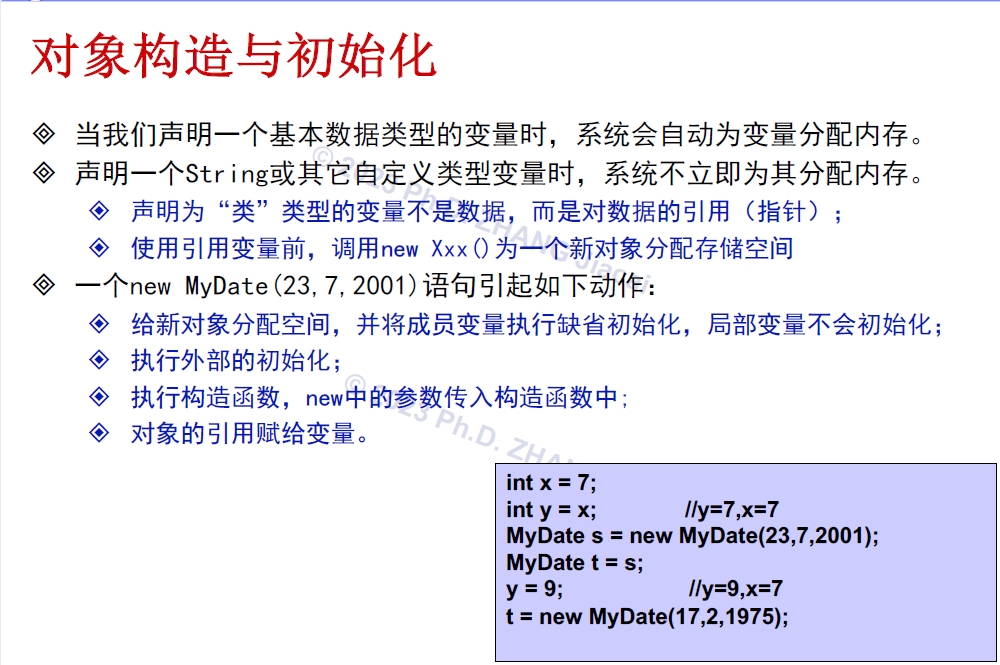 对象构造与初始化
当我们声明一个基本数据类型的变量时，系统会自动为变量分配内存。
声明一个String或其它自定义类型变量时，系统不立即为其分配内存。
声明为“类”类型的变量不是数据，而是对数据的引用（指针）；
使用引用变量前，调用new Xxx()为一个新对象分配存储空间
一个new MyDate(23,7,2001)语句引起如下动作：
给新对象分配空间，并将成员变量执行缺省初始化，局部变量不会初始化；
执行外部的初始化；
执行构造函数，new中的参数传入构造函数中；
对象的引用赋给变量。
int x = 7;
int y = x; //y=7,x=7
MyDate s = new MyDate(23,7,2001);
MyDate t = s;
y = 9; //y=9,x=7
t = new MyDate(17,2,1975);
© 2023 Ph.D. ZHANG
© 2023 Ph.D.